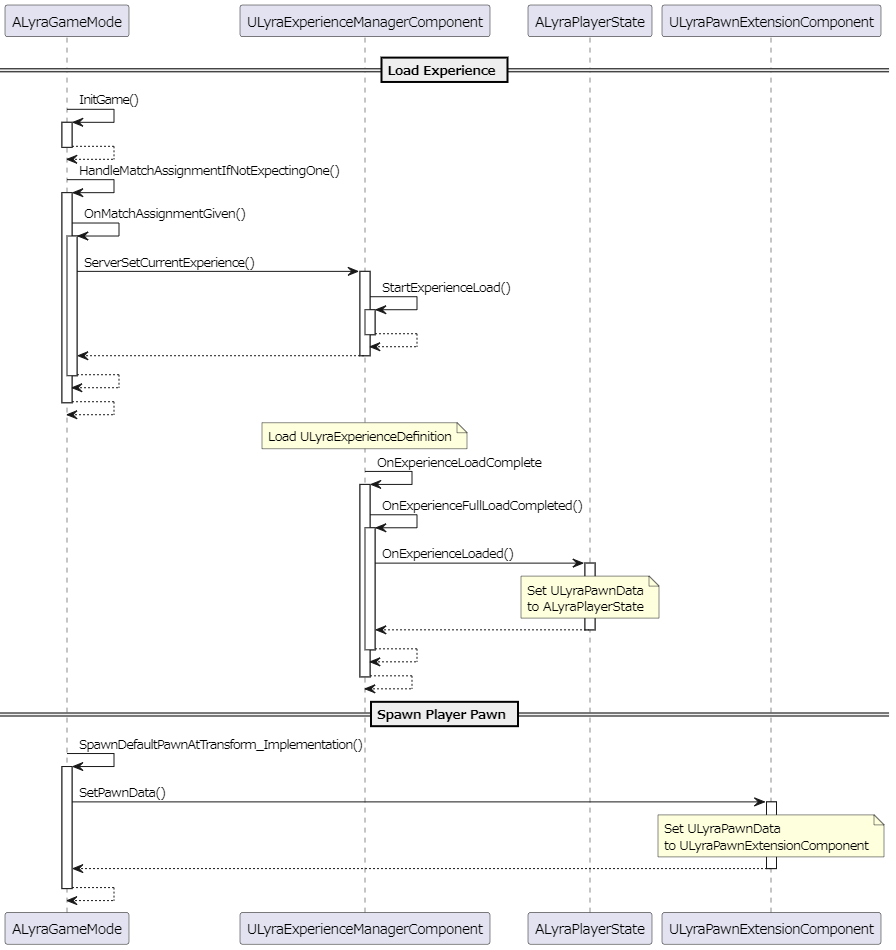 ALyraGameMode
ULyraExperienceManagerComponent
ALyraPlayerState
ULyraPawnExtensionComponent
Load Experience
InitGame()
HandleMatchAssignmentIfNotExpectingOne()
OnMatchAssignmentGiven()
ServerSetCurrentExperience()
StartExperienceLoad()
Load ULyraExperienceDefinition
OnExperienceLoadComplete
OnExperienceFullLoadCompleted()
OnExperienceLoaded()
Set ULyraPawnData
to ALyraPlayerState
Spawn Player Pawn
SpawnDefaultPawnAtTransform_Implementation()
SetPawnData()
Set ULyraPawnData
to ULyraPawnExtensionComponent
ALyraGameMode
ULyraExperienceManagerComponent
ALyraPlayerState
ULyraPawnExtensionComponent